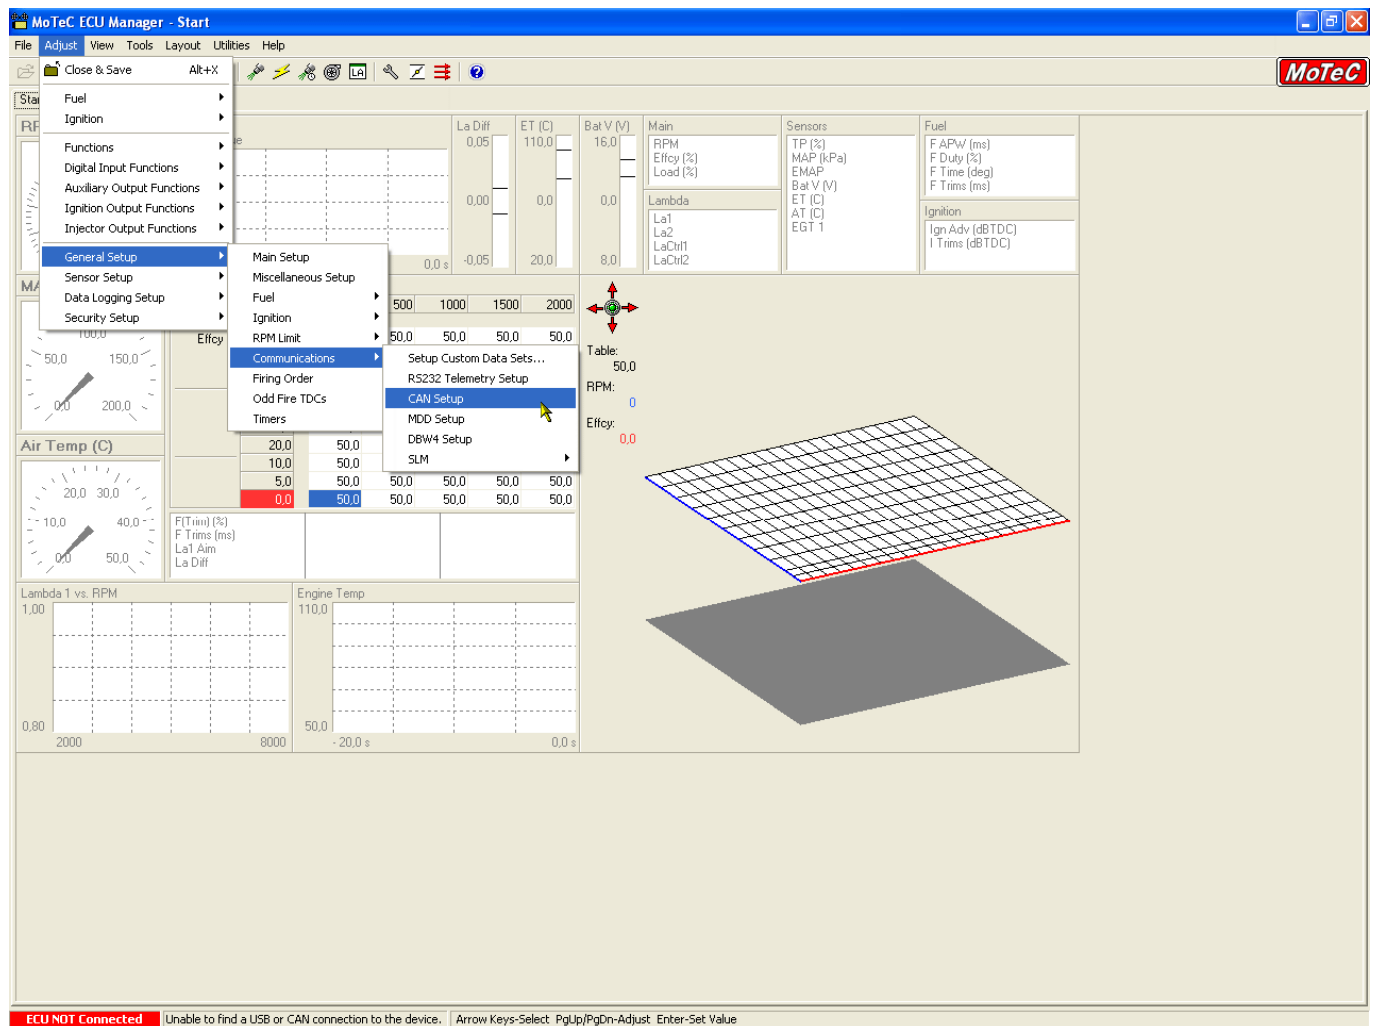 MoTeC ECU Manager - Start
File Adjust View Tools Layout Utilities Help
Close & Save Alt+X
LA
MoTeC
Fuel
Ignition
Functions
Digital Input Functions
Auxiliary Output Functions
Ignition Output Functions
Injector Output Functions
General Setup
Sensor Setup
Data Logging Setup
Security Setup
Main Setup
Miscellaneous Setup
Fuel
Ignition
RPM Limit
Communications
Firing Order
Odd Fire TDCs
Timers
Setup Custom Data Sets...
RS232 Telemetry Setup
CAN Setup
MDD Setup
DBW4 Setup
SLM
La Diff
0,05
0,00
-0,05
0,0 s
ET (C)
110,0
0,0
20,0
Bat V (V)
16,0
0,0
8,0
Main
RPM
Effcy (%)
Load (%)
Lambda
La1
La2
LaCtrl1
LaCtrl2
Sensors
TP (%)
MAP (kPa)
EMAP
Bat V (V)
ET (C)
AT (C)
EGT 1
Fuel
F APW (ms)
F Duty (%)
F Time (deg)
F Trims (ms)
Ignition
Ign Adv (dBTDC)
I Trims (dBTDC)
500 1000 1500 2000
Effcy
50,0 50,0 50,0 50,0
20,0 50,0
10,0 50,0
5,0 50,0 50,0 50,0 50,0 50,0
0,0 50,0 50,0 50,0 50,0 50,0
Table:
50,0
RPM:
0
Effcy:
0,0
100,0
50,0 150,0
0,0 200,0
Air Temp (C)
20,0 30,0
10,0 40,0
0,0 50,0
F(Trim) (%)
F Trims (ms)
La1 Aim
La Diff
Lambda 1 vs. RPM
1,00
0,80
2000 8000
Engine Temp
110,0
50,0
- 20,0 s 0,0 s
ECU NOT Connected Unable to find a USB or CAN connection to the device. Arrow Keys-Select PgUp/PgDn-Adjust Enter-Set Value